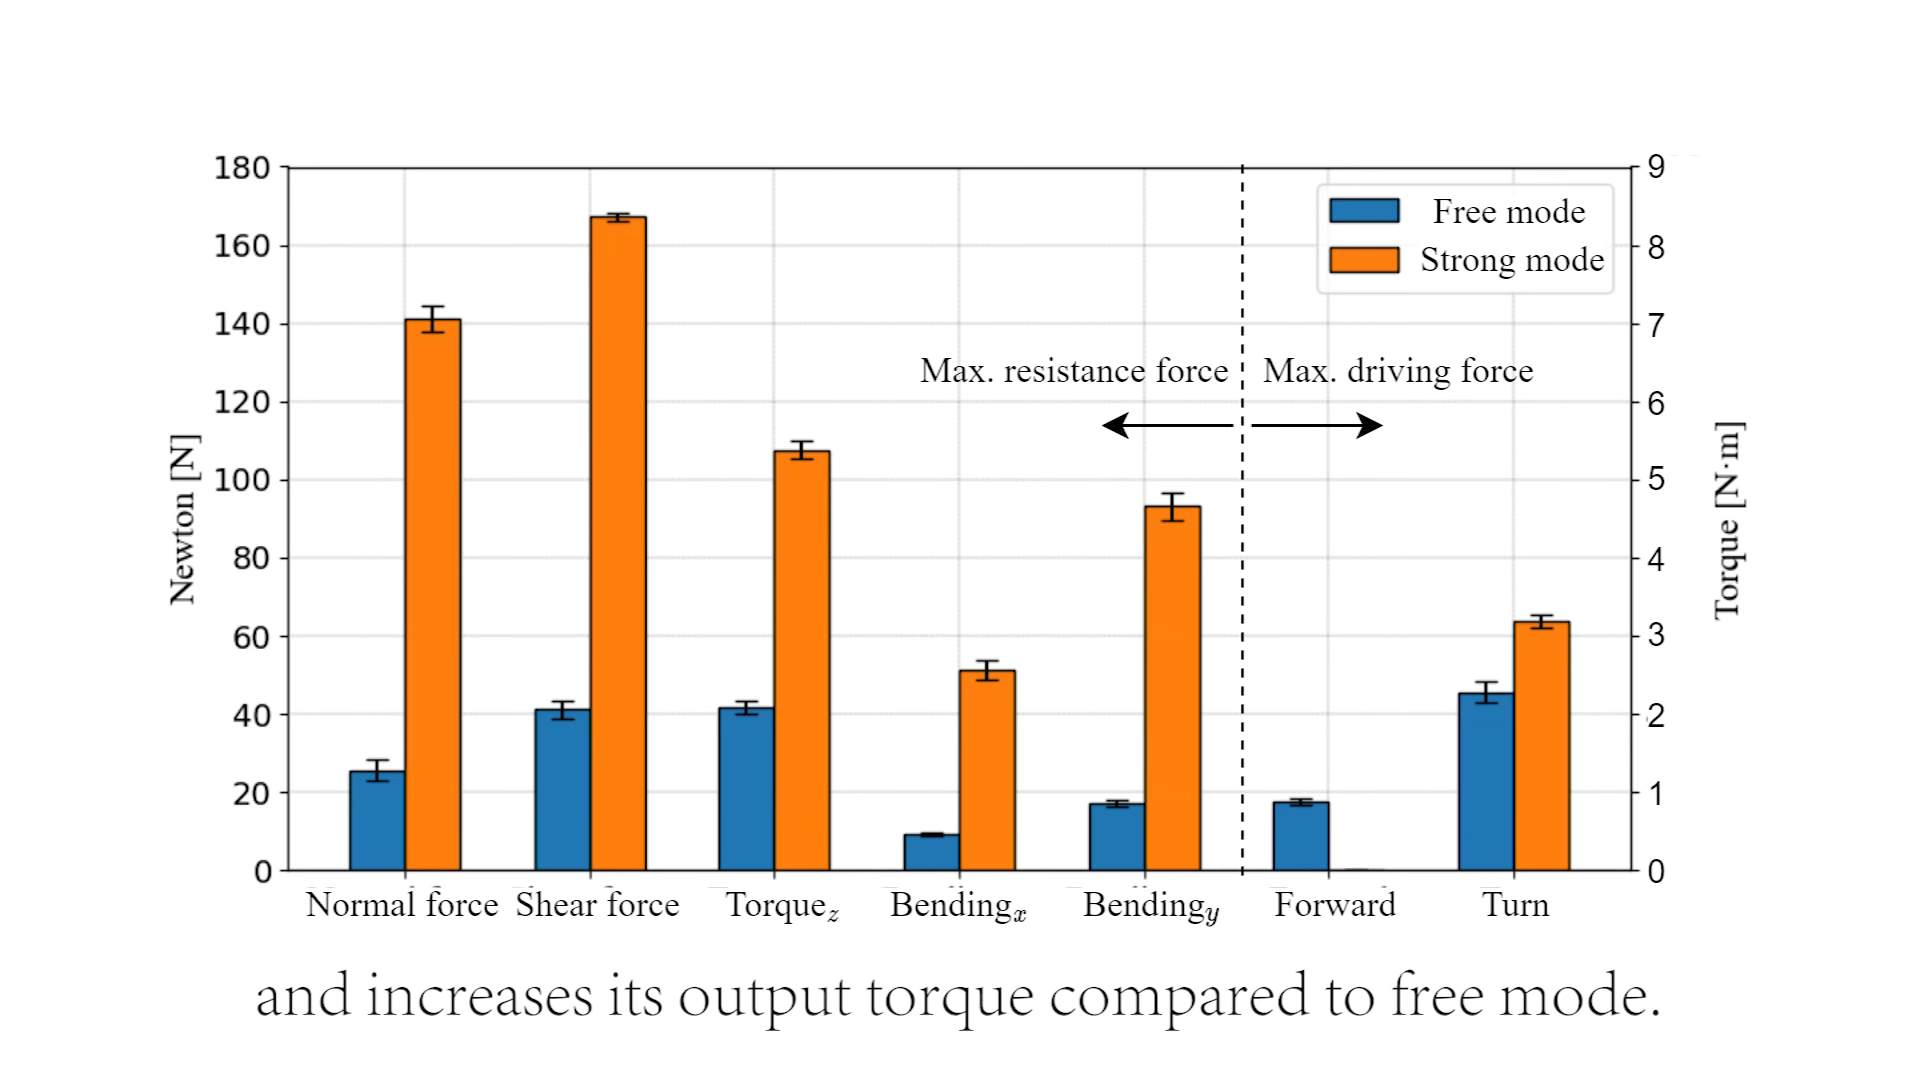 180
160
140
120
100
80
60
40
20
0
Newton [N]
9
8
7
6
5
4
3
2
1
0
Torque [N·m]
Free mode
Strong mode
Max. resistance force
Max. driving force
Normal force Shear force Torque_z Bending_x Bending_y Forward Turn
and increases its output torque compared to free mode.